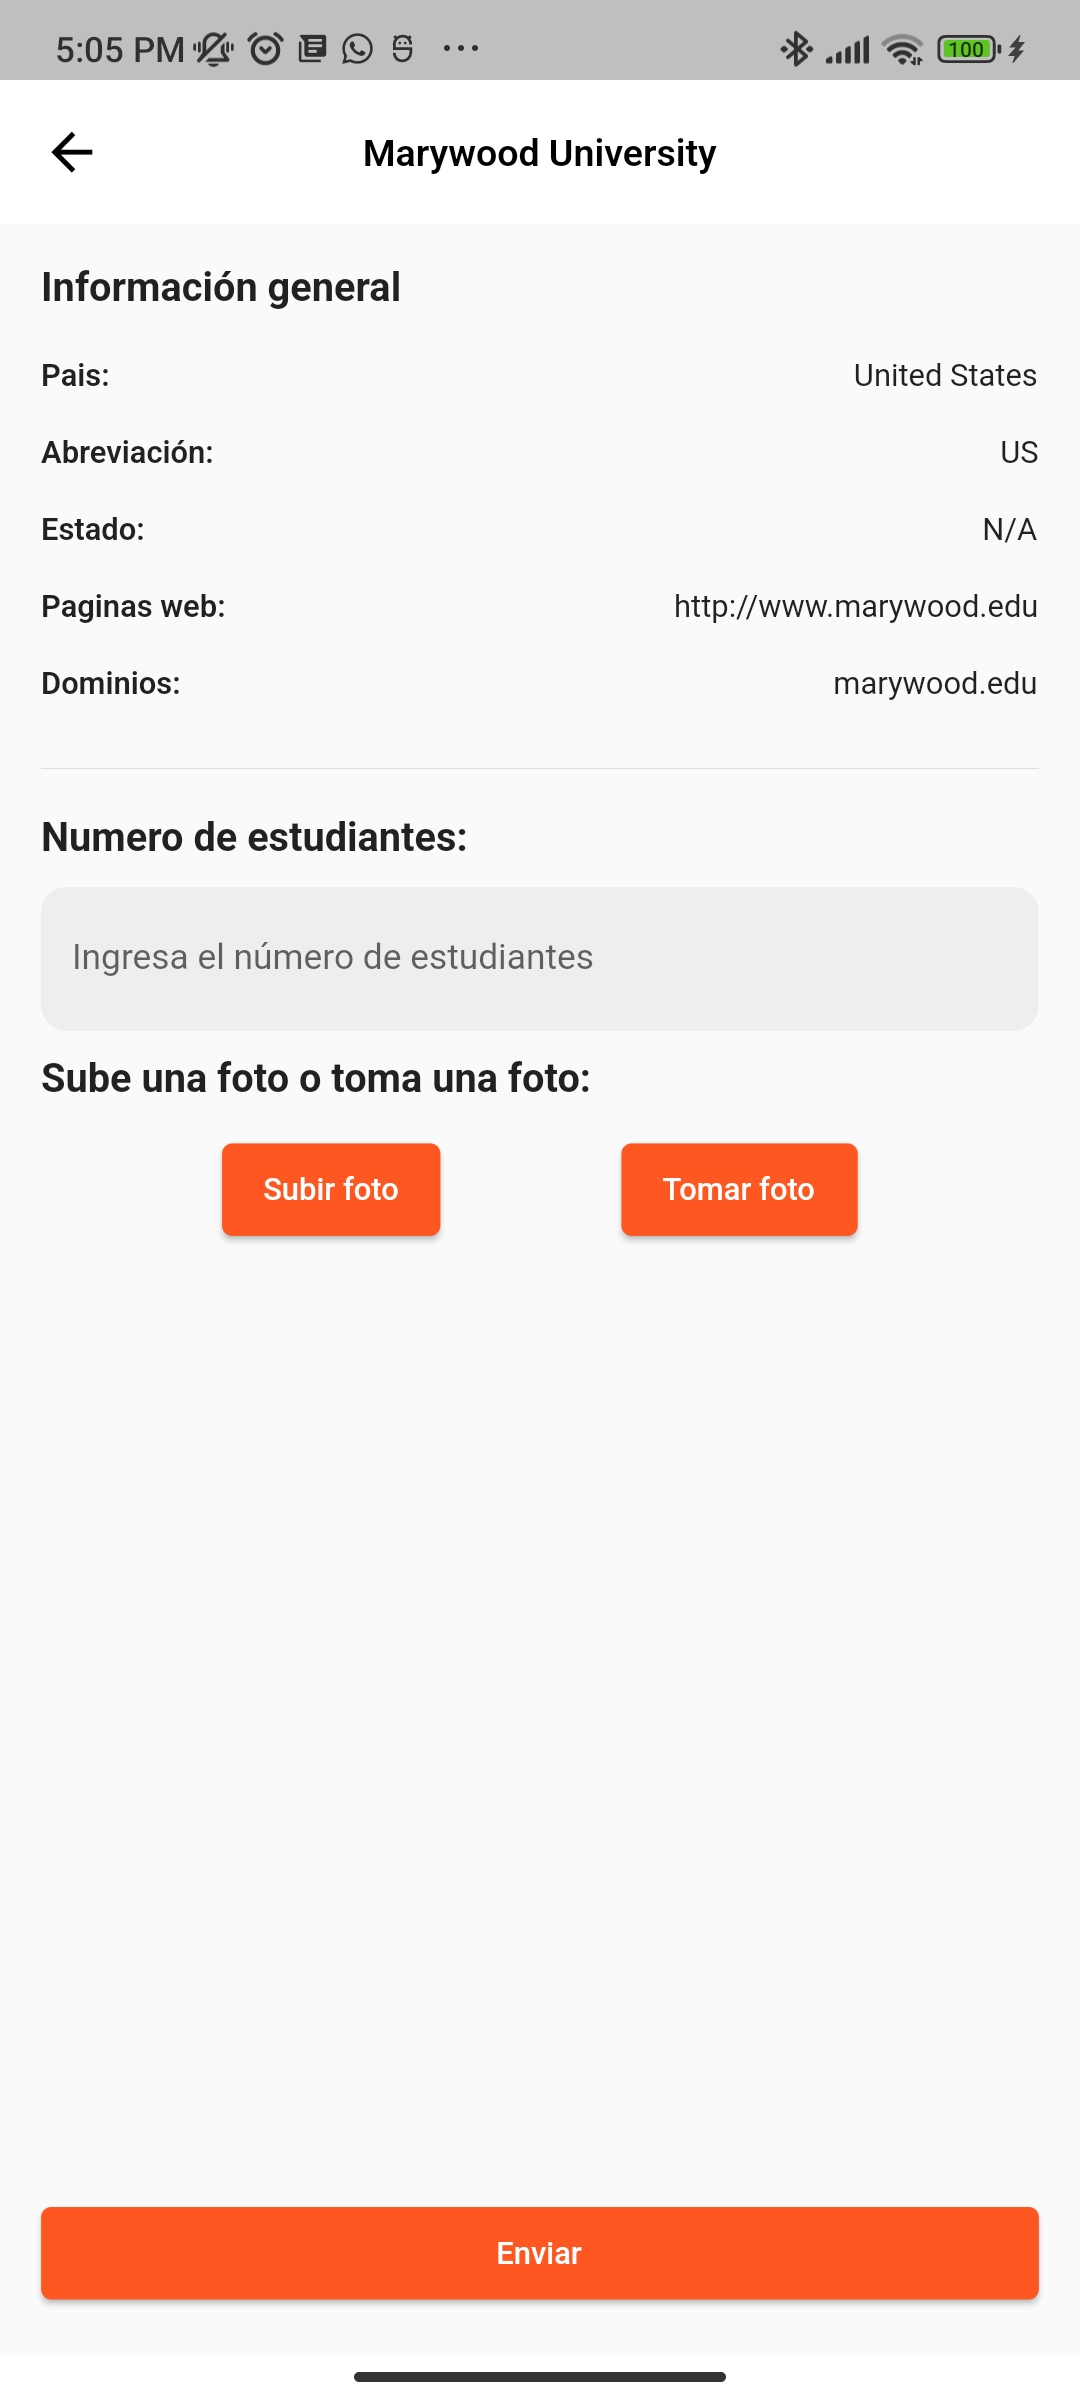 5:05 PM
100
Marywood University
Información general
Pais: United States
Abreviación: US
Estado: N/A
Paginas web: http://www.marywood.edu
Dominios: marywood.edu
Numero de estudiantes:
Ingresa el número de estudiantes
Sube una foto o toma una foto:
Subir foto Tomar foto
Enviar